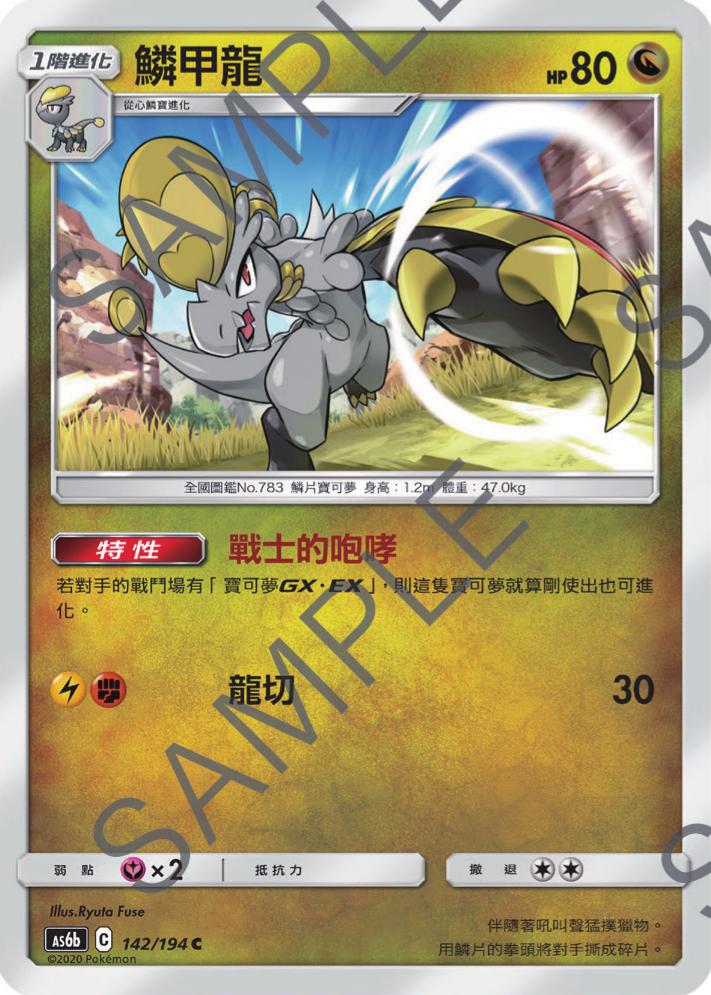 1階進化 鱗甲龍 HP80
從心鱗寶進化
全國圖鑑No.783 鱗片寶可夢 身高：1.2m 體重：47.0kg
特性 戰士的咆哮
若對手的戰鬥場有「寶可夢GX・EX」，則這隻寶可夢就算剛使出也可進
化。
龍切 30
弱點 ×2 抵抗力 撤退
Illus.Ryuta Fuse
伴隨著吼叫聲猛撲獵物。
AS6b C 142/194 C
用鱗片的拳頭將對手撕成碎片。
©2020 Pokémon
SAMPLE
SAMPLE
SA
S